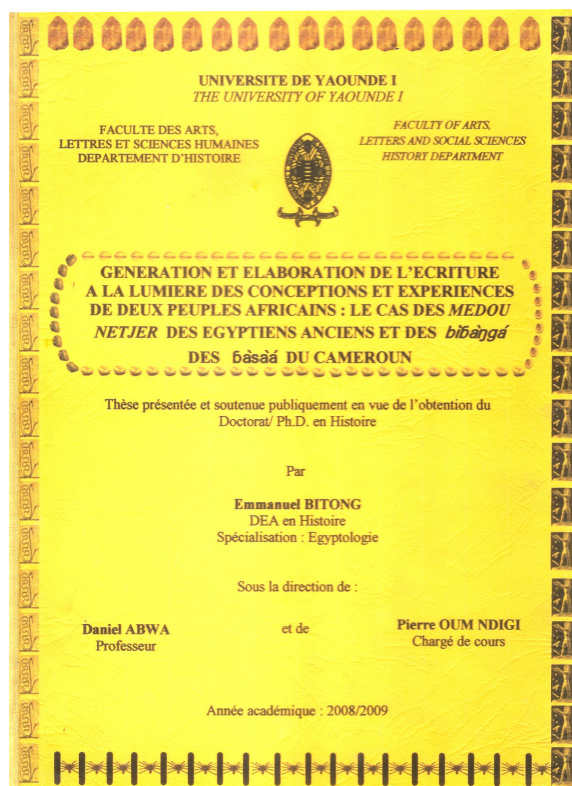 UNIVERSITE DE YAOUNDE I
THE UNIVERSITY OF YAOUNDE I
FACULTE DES ARTS,
LETTRES ET SCIENCES HUMAINES
DEPARTEMENT D'HISTOIRE
FACULTY OF ARTS,
LETTERS AND SOCIAL SCIENCES
HISTORY DEPARTMENT
GENERATION ET ELABORATION DE L'ECRITURE
A LA LUMIERE DES CONCEPTIONS ET EXPERIENCES
DE DEUX PEUPLES AFRICAINS : LE CAS DES MEDOU
NETJER DES EGYPTIENS ANCIENS ET DES biɓàŋgá
DES ɓàsàá DU CAMEROUN
Thèse présentée et soutenue publiquement en vue de l'obtention du
Doctorat/ Ph.D. en Histoire
Par
Emmanuel BITONG
DEA en Histoire
Spécialisation : Egyptologie
Sous la direction de :
Daniel ABWA et de Pierre OUM NDIGI
Professeur Chargé de cours
Année académique : 2008/2009